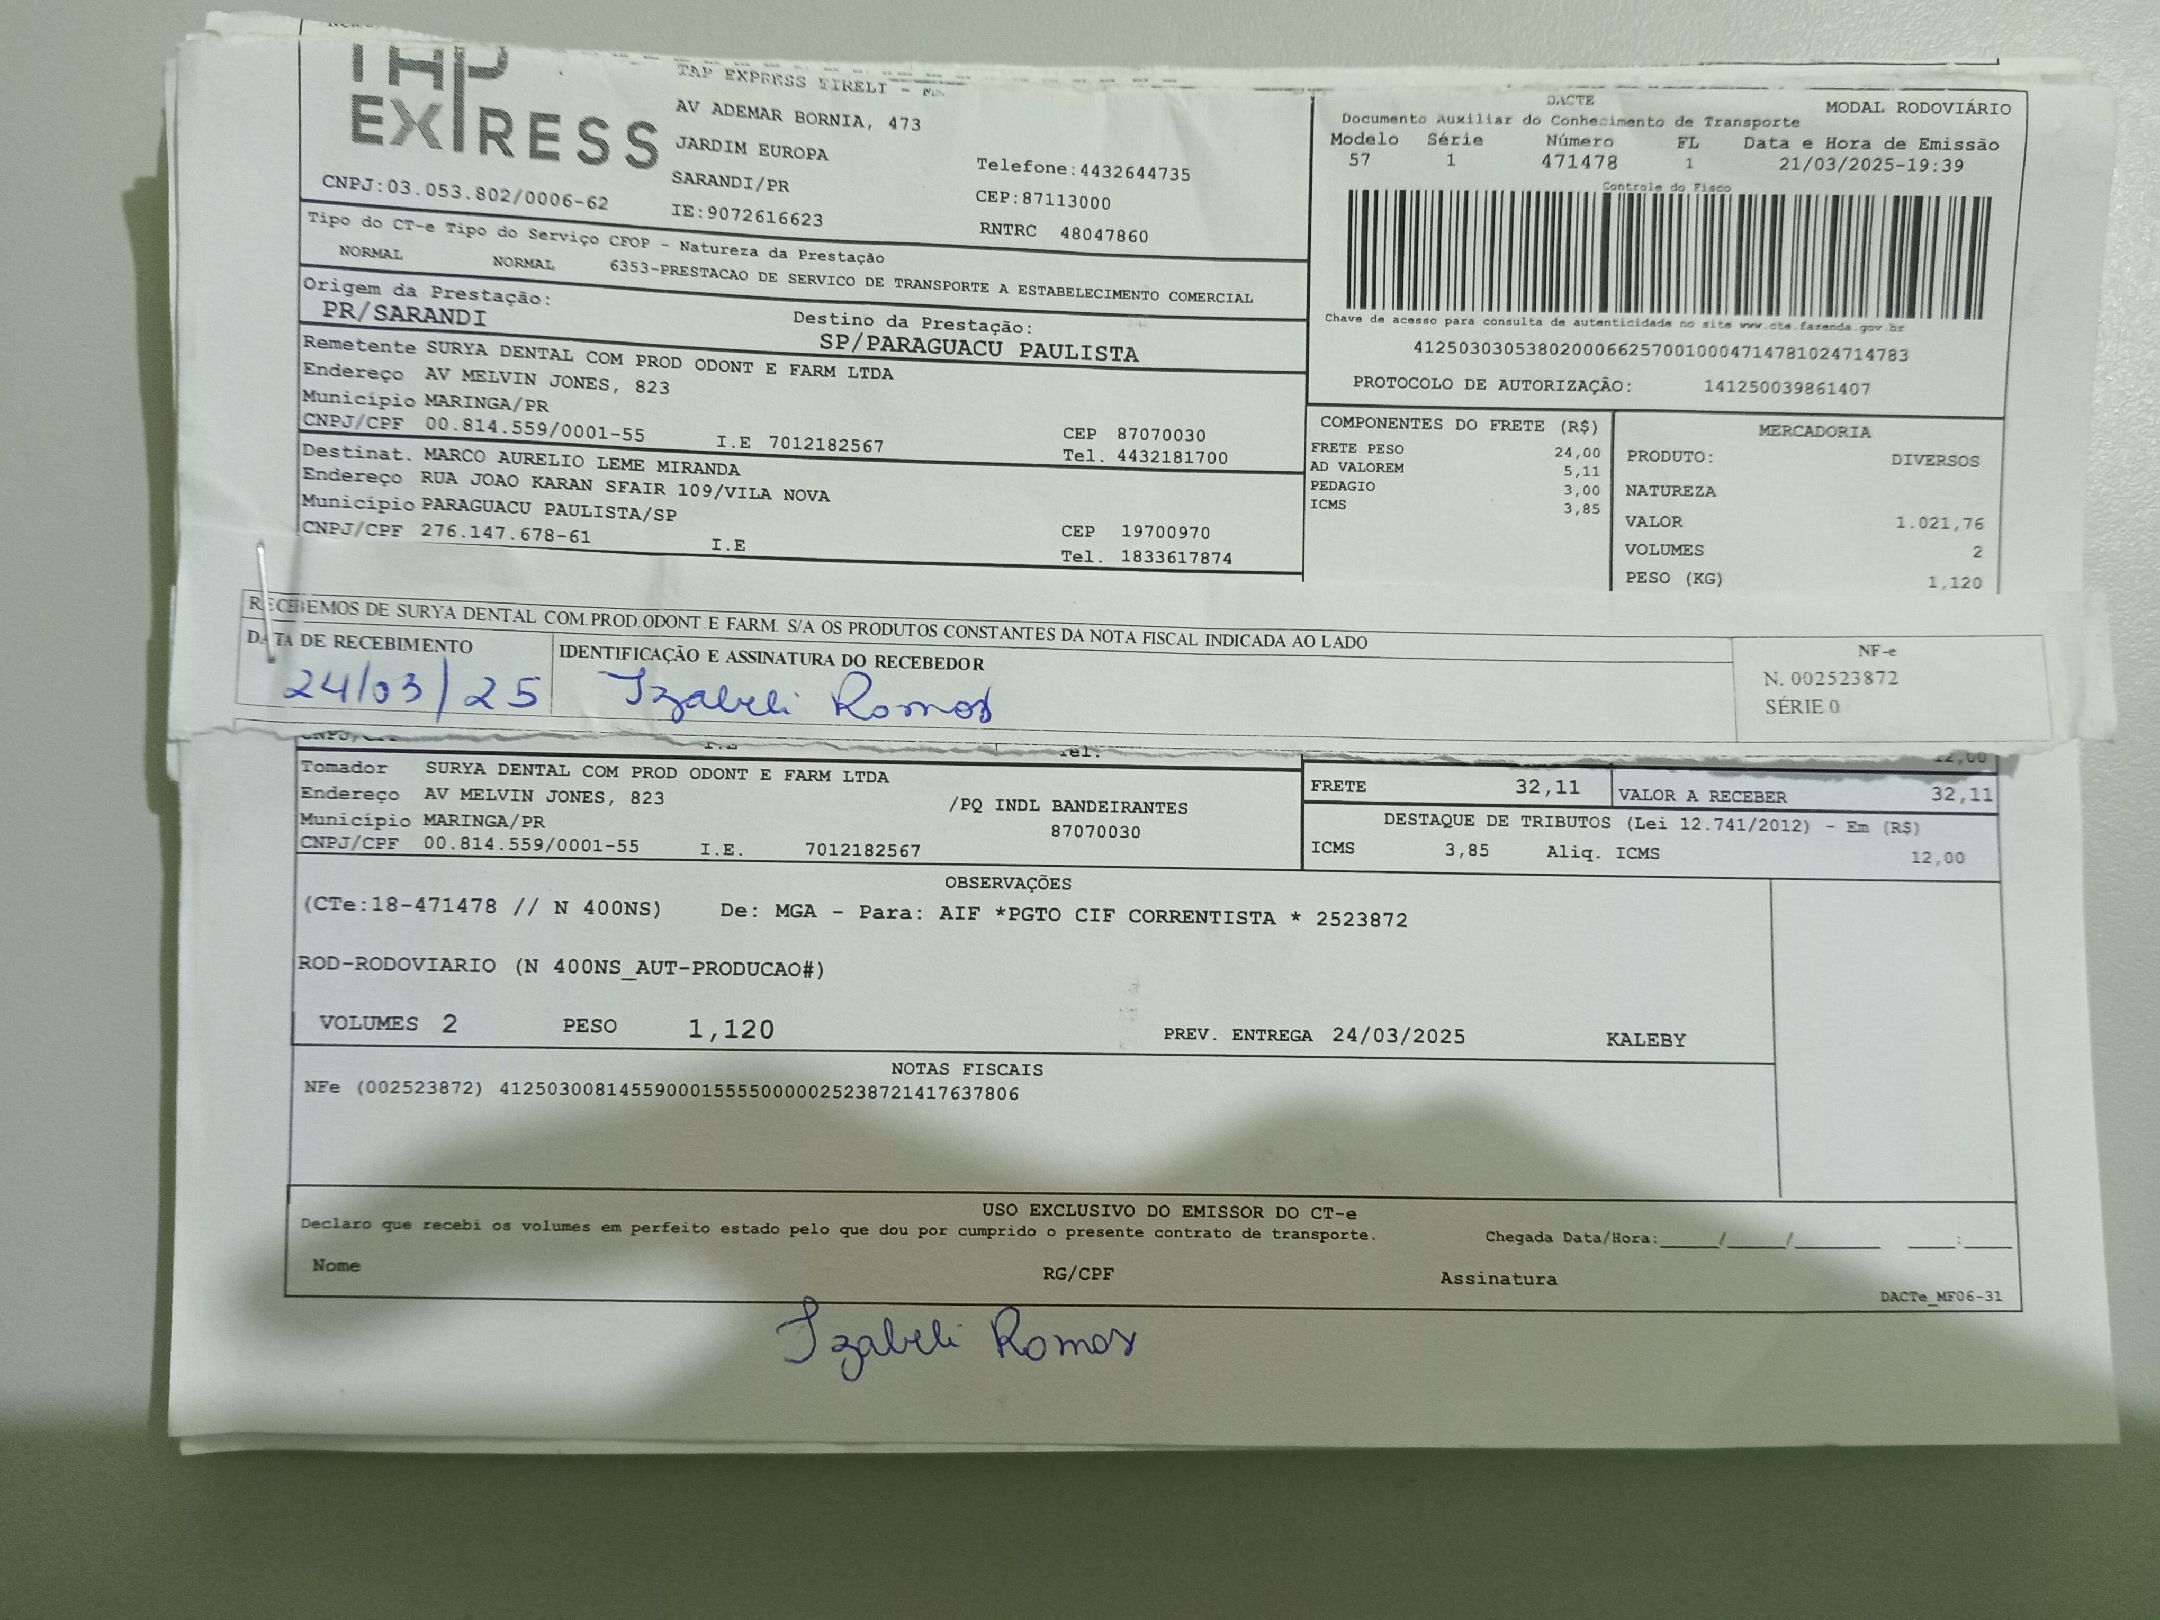 TAP
EXPRESS
TAP EXPRESS EIRELI -
AV ADEMAR BORNIA, 473
JARDIM EUROPA
SARANDI/PR
IE:9072616623
Telefone:4432644735
CEP:87113000
RNTRC 48047860
CNPJ:03.053.802/0006-62
DACTE
MODAL RODOVIÁRIO
Documento Auxiliar do Conhecimento de Transporte
Modelo Série Número FL Data e Hora de Emissão
57 1 471478 1 21/03/2025-19:39
Controle do Fisco
Chave de acesso para consulta de autenticidade no site www.cte.fazenda.gov.br
41250303053802000662570010004714781024714783
PROTOCOLO DE AUTORIZAÇÃO: 141250039861407
Tipo do CT-e Tipo do Serviço CFOP - Natureza da Prestação
NORMAL NORMAL 6353-PRESTACAO DE SERVICO DE TRANSPORTE A ESTABELECIMENTO COMERCIAL
Origem da Prestação:
PR/SARANDI
Destino da Prestação:
SP/PARAGUACU PAULISTA
Remetente SURYA DENTAL COM PROD ODONT E FARM LTDA
Endereço AV MELVIN JONES, 823
Município MARINGA/PR
CEP 87070030
CNPJ/CPF 00.814.559/0001-55 I.E 7012182567
Tel. 4432181700
Destinat. MARCO AURELIO LEME MIRANDA
Endereço RUA JOAO KARAN SFAIR 109/VILA NOVA
Município PARAGUACU PAULISTA/SP
CEP 19700970
CNPJ/CPF 276.147.678-61 I.E
Tel. 1833617874
COMPONENTES DO FRETE (R$)
FRETE PESO 24,00
AD VALOREM 5,11
PEDAGIO 3,00
ICMS 3,85
MERCADORIA
PRODUTO: DIVERSOS
NATUREZA
VALOR 1.021,76
VOLUMES 2
PESO (KG) 1,120
RECEBEMOS DE SURYA DENTAL COM.PROD.ODONT E FARM. S/A OS PRODUTOS CONSTANTES DA NOTA FISCAL INDICADA AO LADO
DATA DE RECEBIMENTO
24/03/25
IDENTIFICAÇÃO E ASSINATURA DO RECEBEDOR
Izabeli Ramos
NF-e
N. 002523872
SÉRIE 0
Tel.
12,00
Tomador SURYA DENTAL COM PROD ODONT E FARM LTDA
Endereço AV MELVIN JONES, 823 /PQ INDL BANDEIRANTES
Município MARINGA/PR 87070030
CNPJ/CPF 00.814.559/0001-55 I.E. 7012182567
FRETE 32,11 VALOR A RECEBER 32,11
DESTAQUE DE TRIBUTOS (Lei 12.741/2012) - Em (R$)
ICMS 3,85 Aliq. ICMS 12,00
OBSERVAÇÕES
(CTe:18-471478 // N 400NS) De: MGA - Para: AIF *PGTO CIF CORRENTISTA * 2523872
ROD-RODOVIARIO (N 400NS_AUT-PRODUCAO#)
VOLUMES 2 PESO 1,120 PREV. ENTREGA 24/03/2025 KALEBY
NOTAS FISCAIS
NFe (002523872) 41250300814559000155550000025238721417637806
USO EXCLUSIVO DO EMISSOR DO CT-e
Declaro que recebi os volumes em perfeito estado pelo que dou por cumprido o presente contrato de transporte. Chegada Data/Hora:____/____/______ ___:___
Nome RG/CPF Assinatura
DACTe_MF06-31
Izabeli Ramos